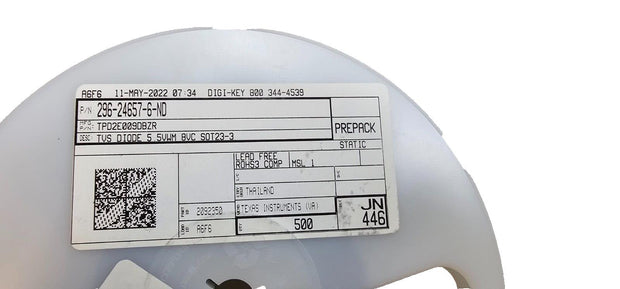 A6F6 11-MAY-2022 07:34 DIGI-KEY 800 344-4539
P/N 296-24657-6-ND
MFG P/N: TPD2E009DBZR
DESC: TVS DIODE 5.5VWM 8VC SOT23-3
PREPACK
STATIC
LEAD FREE
ROHS3 COMP MSL 1
% %
THAILAND
2092350 TEXAS INSTRUMENTS (VA) JN
A6F6 500 446